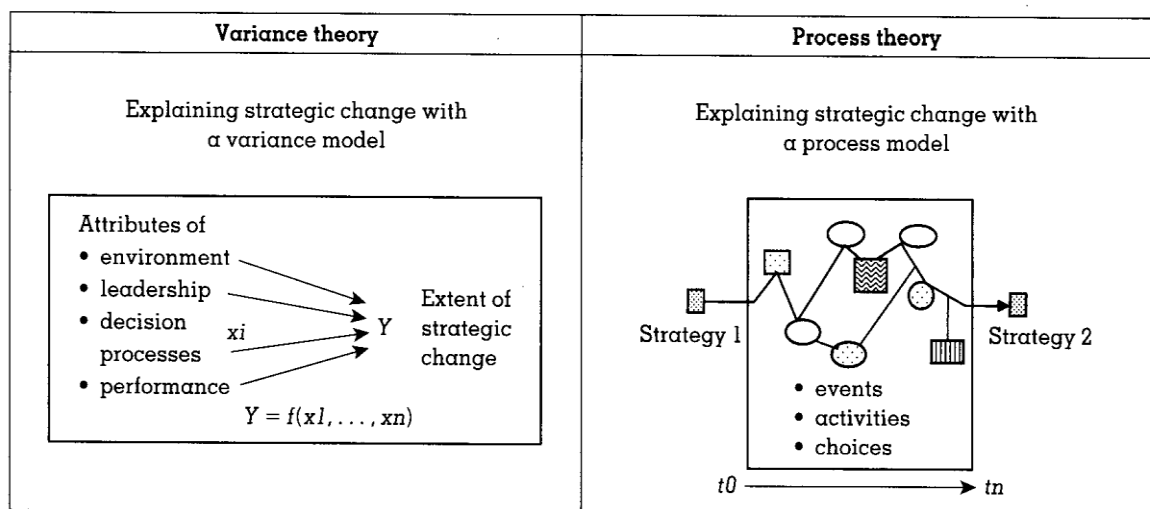 Variance theory
Process theory
Explaining strategic change with
a variance model
Explaining strategic change with
a process model
Attributes of
• environment
• leadership
• decision
processes
• performance
xi
Y
Extent of
strategic
change
Y = f(x1, . . . , xn)
Strategy 1
Strategy 2
• events
• activities
• choices
t0
tn